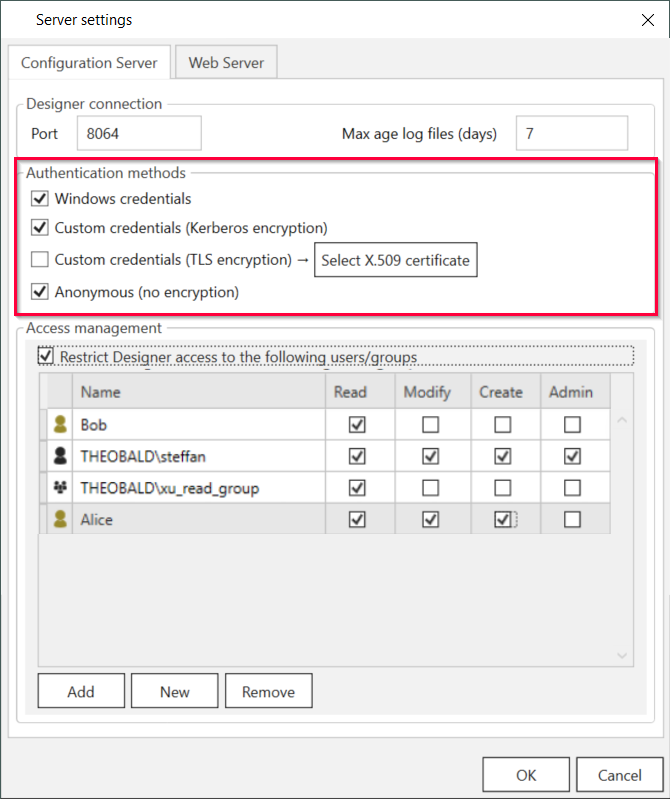 Server settings
Configuration Server Web Server
Designer connection
Port 8064 Max age log files (days) 7
Authentication methods
Windows credentials
Custom credentials (Kerberos encryption)
Custom credentials (TLS encryption) → Select X.509 certificate
Anonymous (no encryption)
Access management
Restrict Designer access to the following users/groups
Name Read Modify Create Admin
Bob
THEOBALD\steffan
THEOBALD\xu_read_group
Alice
Add New Remove
OK Cancel